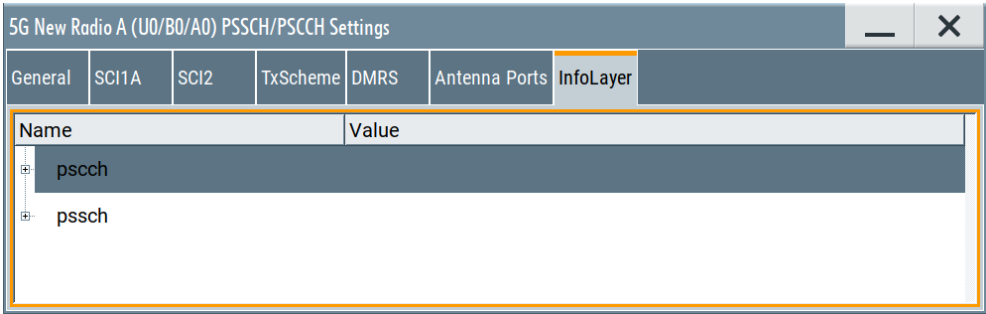 5G New Radio A (U0/B0/A0) PSSCH/PSCCH Settings
General SCI1A SCI2 TxScheme DMRS Antenna Ports InfoLayer
Name Value
pscch
pssch